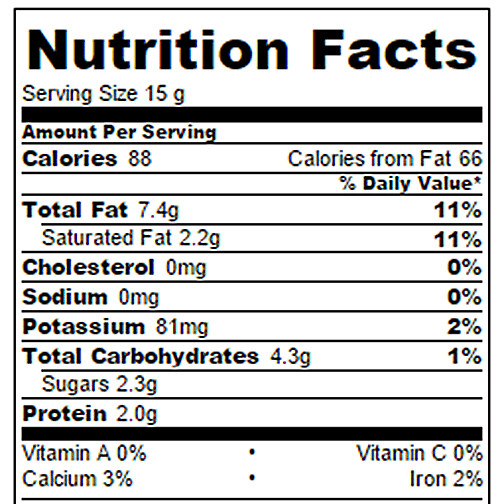 Nutrition Facts
Serving Size 15 g
Amount Per Serving
Calories 88 Calories from Fat 66
% Daily Value*
Total Fat 7.4g 11%
Saturated Fat 2.2g 11%
Cholesterol 0mg 0%
Sodium 0mg 0%
Potassium 81mg 2%
Total Carbohydrates 4.3g 1%
Sugars 2.3g
Protein 2.0g
Vitamin A 0% • Vitamin C 0%
Calcium 3% • Iron 2%